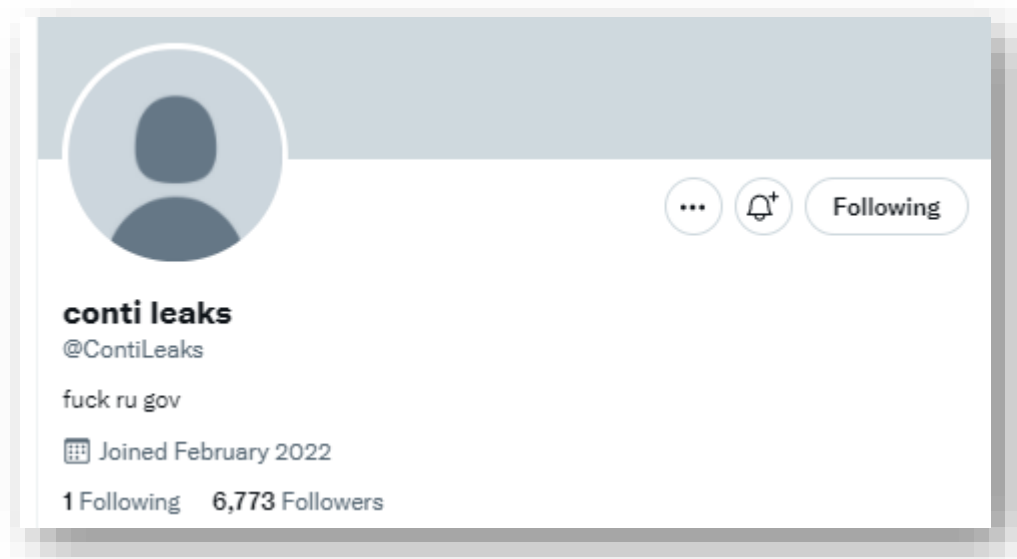 Following
conti leaks
@ContiLeaks
fuck ru gov
Joined February 2022
1 Following 6,773 Followers